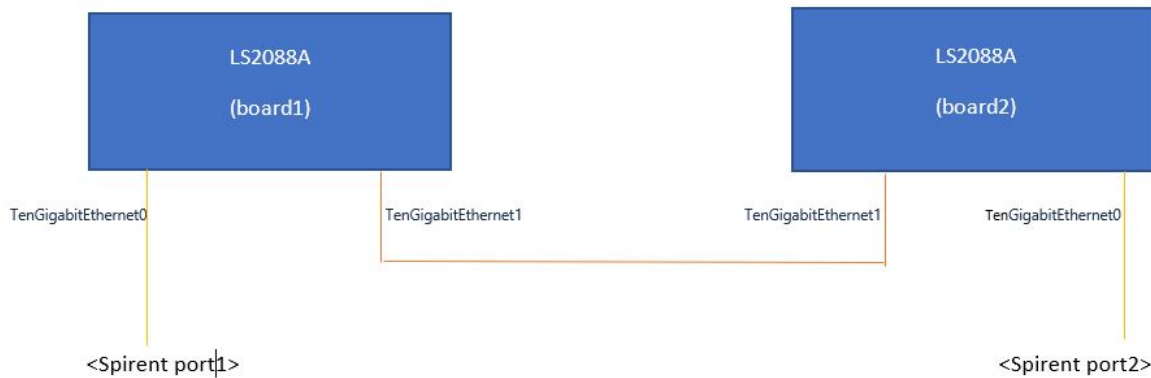 LS2088A
(board1)
LS2088A
(board2)
TenGigabitEthernet0
TenGigabitEthernet1
TenGigabitEthernet1
TenGigabitEthernet0
<Spirent port1>
<Spirent port2>